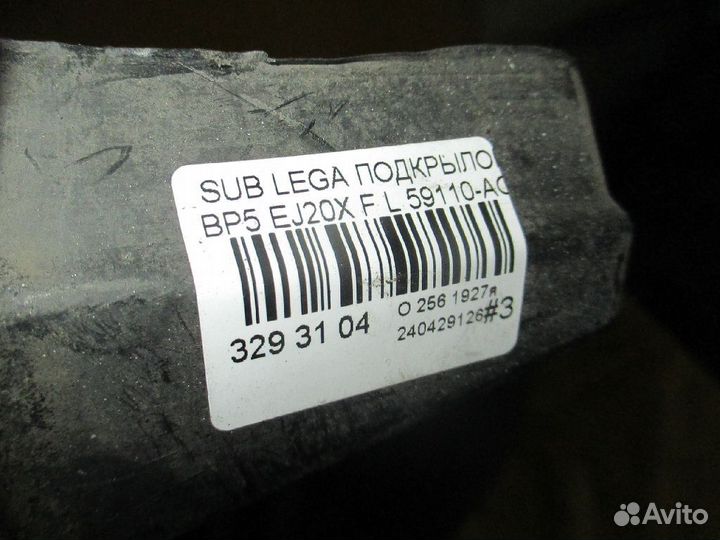 SUB LEGA ПОДКРЫЛО
BP5 EJ20X F L 59110-AG
329 31 04
O 256 1927я
240429126#3
Avito